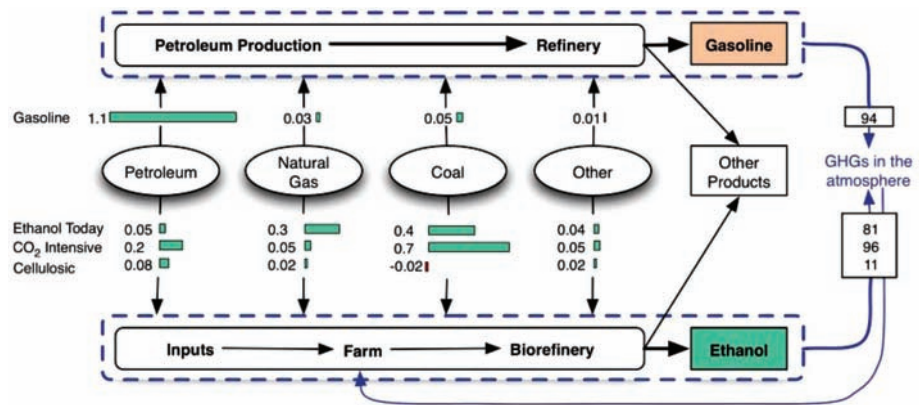 Petroleum Production Refinery Gasoline
Gasoline 1.1 0.03 0.05 0.01 94
Petroleum
Natural
Gas
Coal
Other
Other
Products
GHGs in the
atmosphere
Ethanol Today 0.05 0.3 0.4 0.04 81
CO₂ Intensive 0.2 0.05 0.7 0.05 96
Cellulosic 0.08 0.02 -0.02 0.02 11
Inputs Farm Biorefinery Ethanol